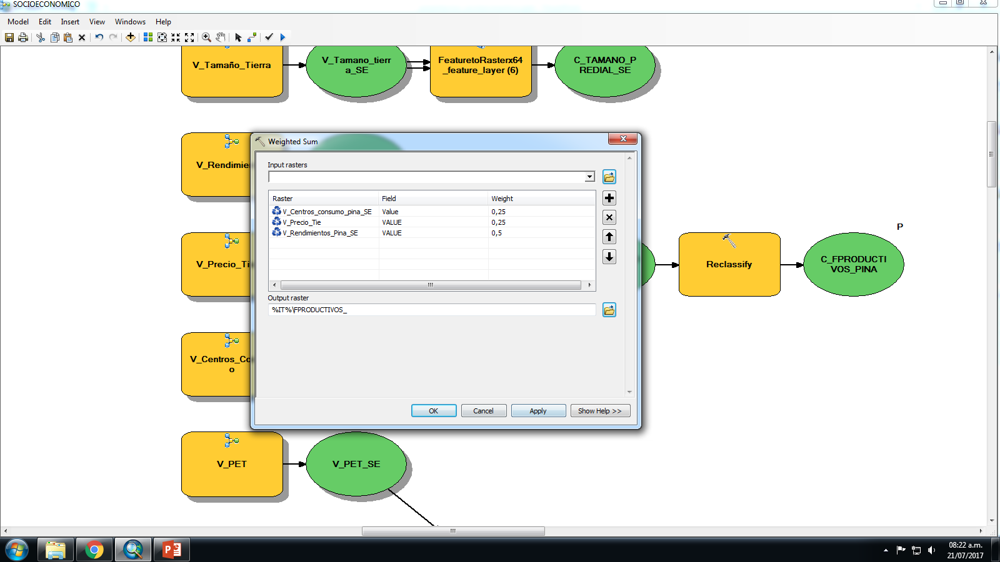 SOCIOECONOMICO
Model Edit Insert View Windows Help
V_Tamaño_Tierra
V_Tamano_tierr
a_SE
FeaturetoRasterx64
_feature_layer (6)
C_TAMANO_P
REDIAL_SE
Weighted Sum
Input rasters
Raster Field Weight
V_Centros_consumo_pina_SE Value 0,25
V_Precio_Tie VALUE 0,25
V_Rendimientos_Pina_SE VALUE 0,5
Output raster
%IT%\FPRODUCTIVOS_
OK Cancel Apply Show Help >>
V_Rendimie
V_Precio_Ti
V_Centros_Co
o
P
Reclassify
C_FPRODUCTI
VOS_PINA
V_PET
V_PET_SE
08:22 a.m.
21/07/2017